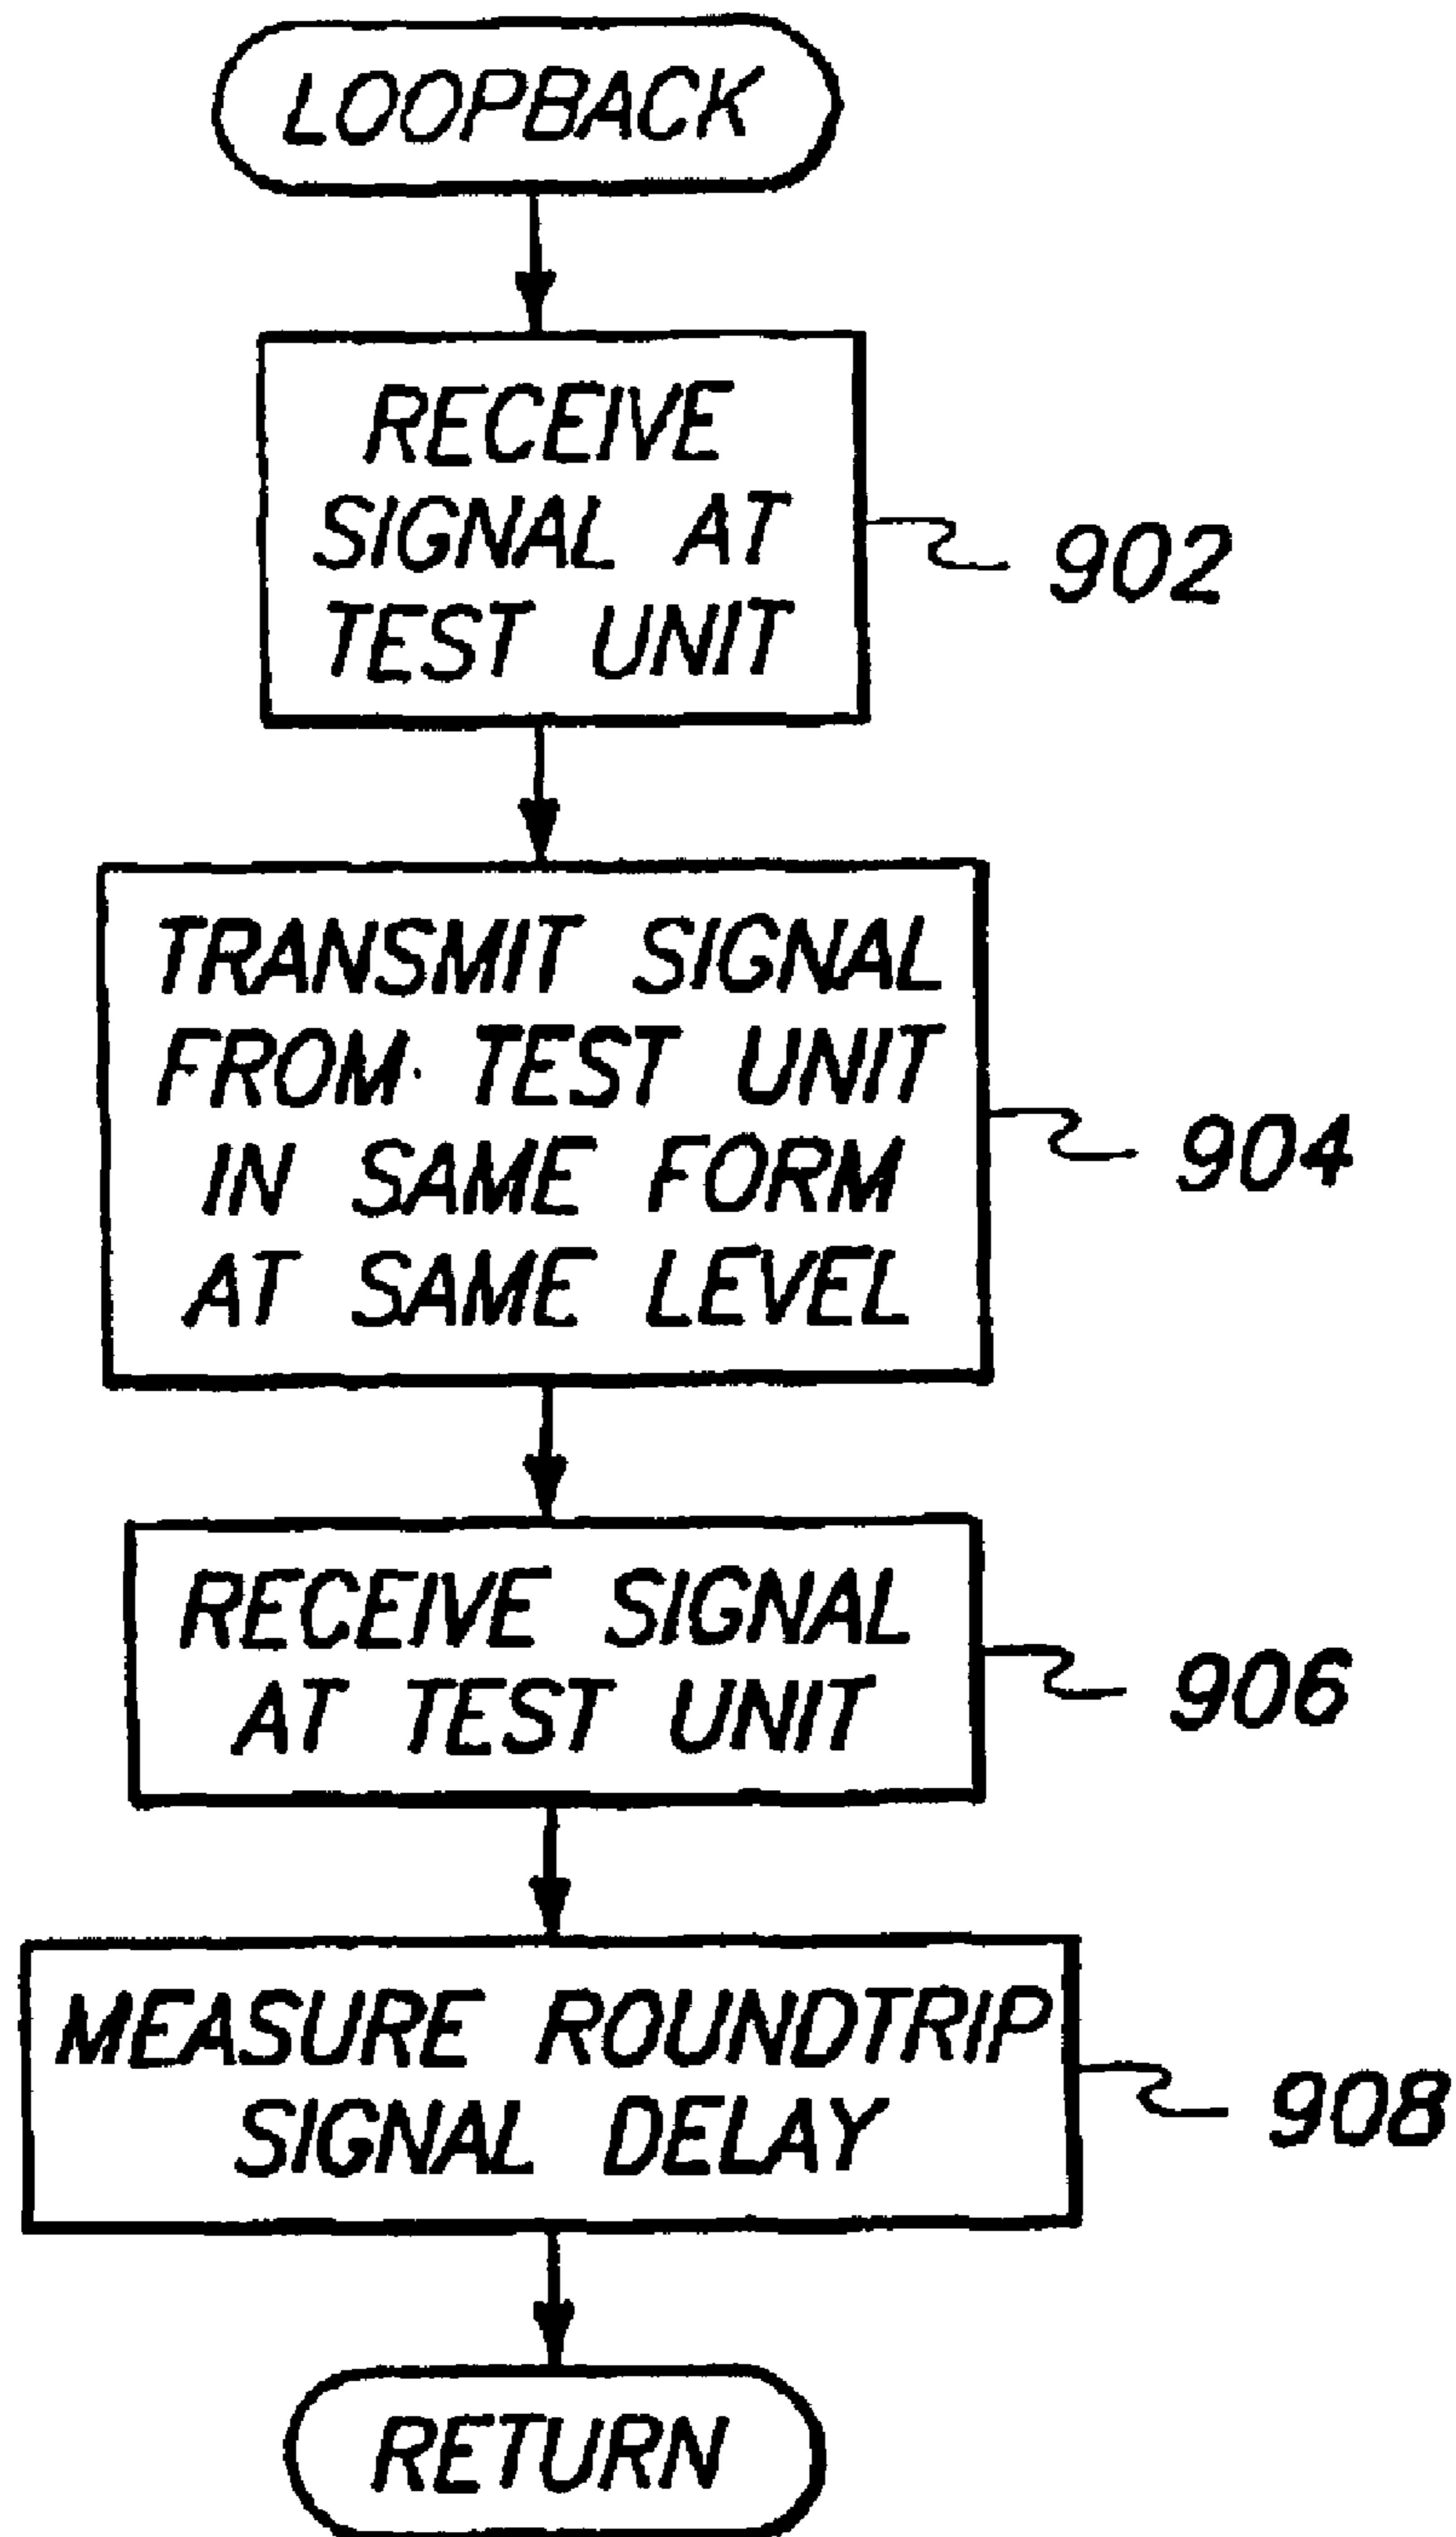 LOOPBACK
RECEIVE
SIGNAL AT
TEST UNIT
902
TRANSMIT SIGNAL
FROM TEST UNIT
IN SAME FORM
AT SAME LEVEL
904
RECEIVE SIGNAL
AT TEST UNIT
906
MEASURE ROUNDTRIP
SIGNAL DELAY
908
RETURN